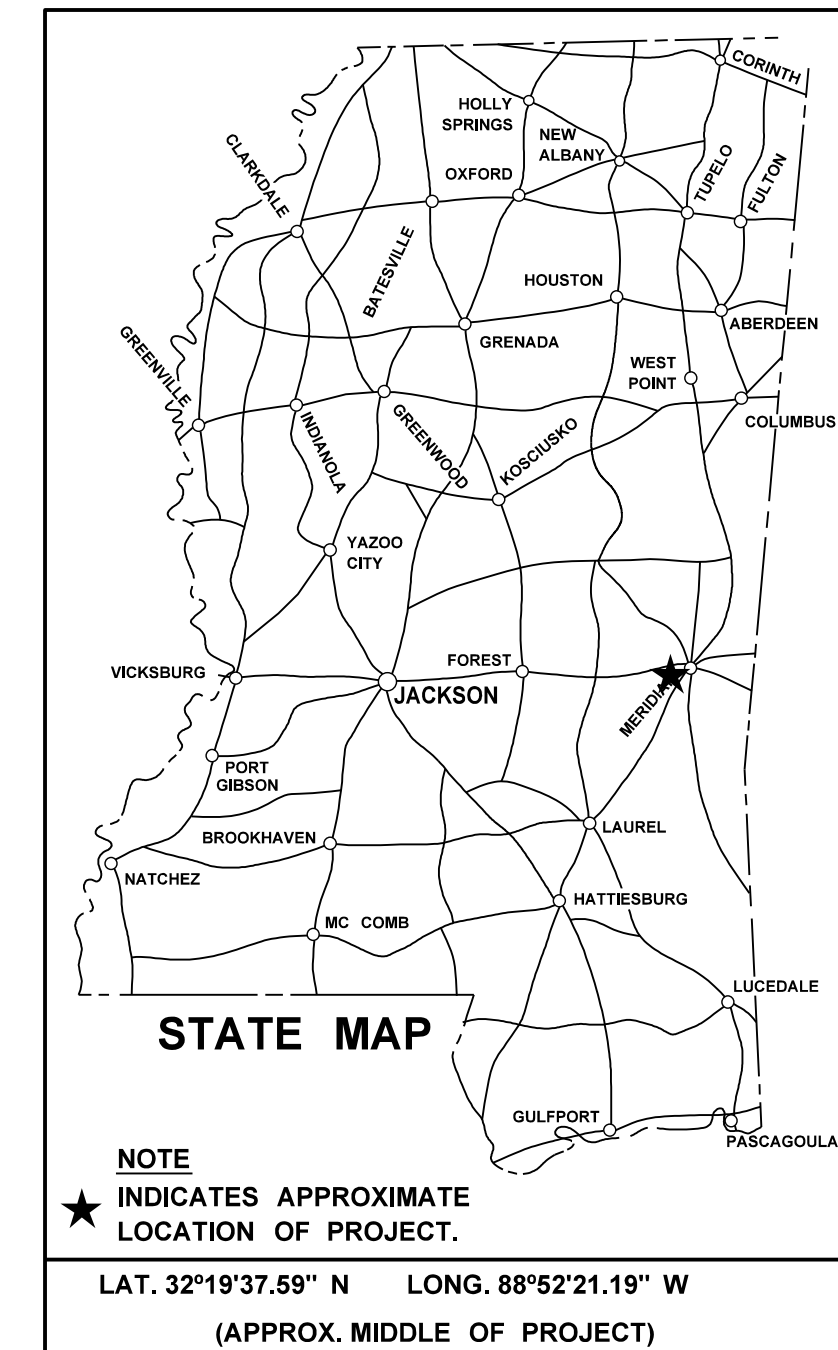 CORINTH
HOLLY
SPRINGS
NEW
ALBANY
CLARKDALE
OXFORD
TUPELO
FULTON
BATESVILLE
HOUSTON
ABERDEEN
GREENVILLE
GRENADA
WEST
POINT
COLUMBUS
INDIANOLA
GREENWOOD
KOSCIUSKO
YAZOO
CITY
VICKSBURG
FOREST
JACKSON
MERIDIAN
PORT
GIBSON
BROOKHAVEN
LAUREL
NATCHEZ
HATTIESBURG
MC COMB
LUCEDALE
STATE MAP
GULFPORT
PASCAGOULA
NOTE
INDICATES APPROXIMATE
LOCATION OF PROJECT.
LAT. 32º19'37.59" N LONG. 88º52'21.19" W
(APPROX. MIDDLE OF PROJECT)